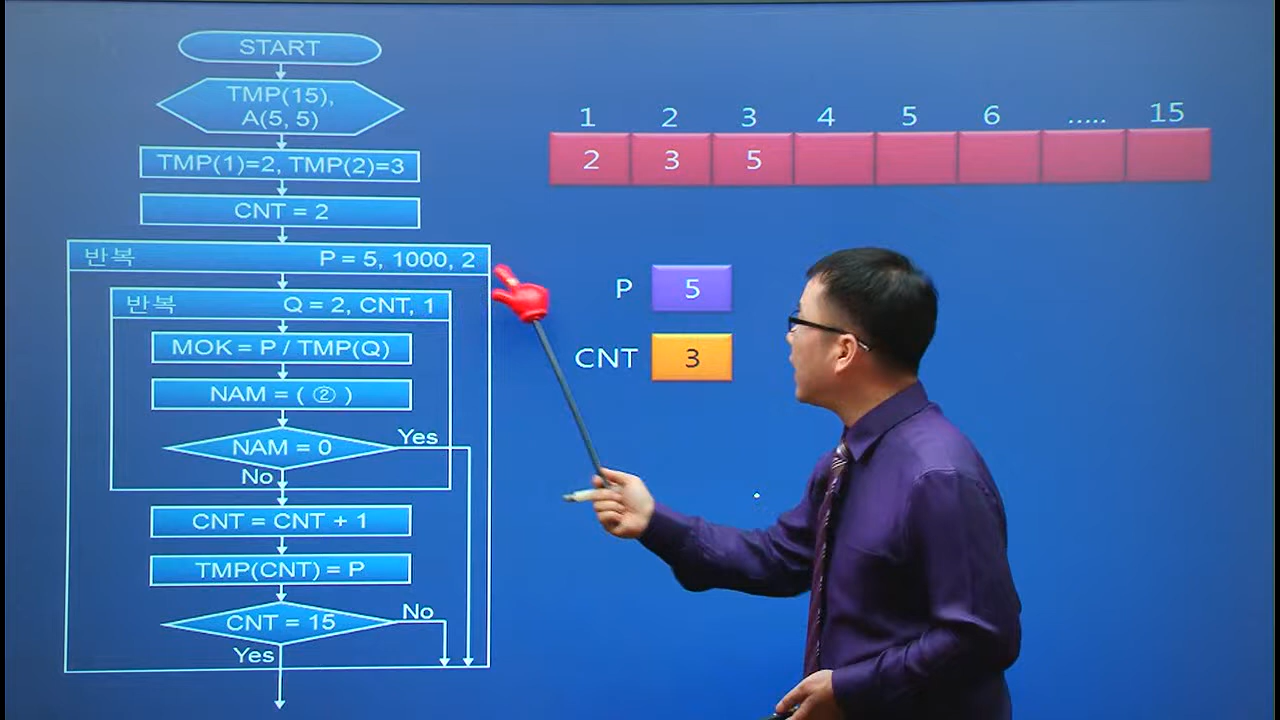 START
TMP(15),
A(5, 5)
TMP(1)=2, TMP(2)=3
CNT = 2
반복 P = 5, 1000, 2
반복 Q = 2, CNT, 1
MOK = P / TMP(Q)
NAM = ( ② )
NAM = 0
Yes
No
CNT = CNT + 1
TMP(CNT) = P
CNT = 15
No
Yes
1 2 3 4 5 6 ..... 15
2 3 5
P 5
CNT 3